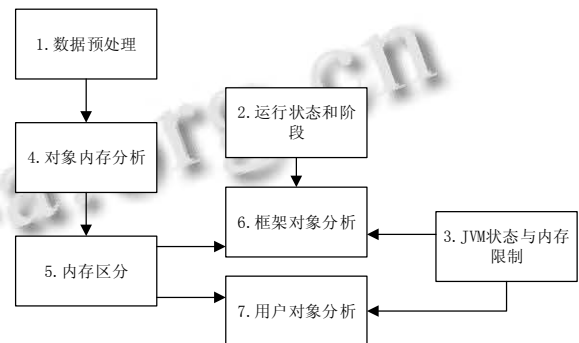 1.数据预处理
2.运行状态和阶
段
4.对象内存分析
6.框架对象分析
3.JVM状态与内存
限制
5.内存区分
7.用户对象分析